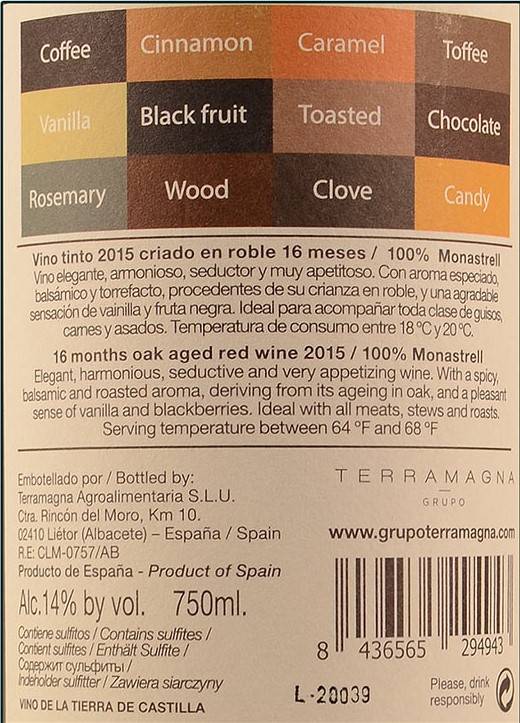 Coffee Cinnamon Caramel Toffee
Vanilla Black fruit Toasted Chocolate
Rosemary Wood Clove Candy
Vino tinto 2015 criado en roble 16 meses / 100% Monastrell
Vino elegante, armonioso, seductor y muy apetitoso. Con aroma especiado,
balsámico y torrefacto, procedentes de su crianza en roble, y una agradable
sensación de vainilla y fruta negra. Ideal para acompañar toda clase de guisos,
carnes y asados. Temperatura de consumo entre 18 ºC y 20 ºC.
16 months oak aged red wine 2015 / 100% Monastrell
Elegant, harmonious, seductive and very appetizing wine. With a spicy,
balsamic and roasted aroma, deriving from its ageing in oak, and a pleasant
sense of vanilla and blackberries. Ideal with all meats, stews and roasts.
Serving temperature between 64 ºF and 68 ºF
Embotellado por / Bottled by:
Terramagna Agroalimentaria S.L.U.
Ctra. Rincón del Moro, Km 10.
02410 Liétor (Albacete) – España / Spain
R.E: CLM-0757/AB
Producto de España - Product of Spain
Alc.14% by vol. 750ml.
Contiene sulfitos / Contains sulfites /
Contient sulfites / Enthält Sulfite /
Содержит сульфиты /
Indeholder sulfitter / Zawiera siarczyny
VINO DE LA TIERRA DE CASTILLA
TERRAMAGNA
GRUPO
www.grupoterramagna.com
8 436565 294943
L-20039
Please, drink
responsibly